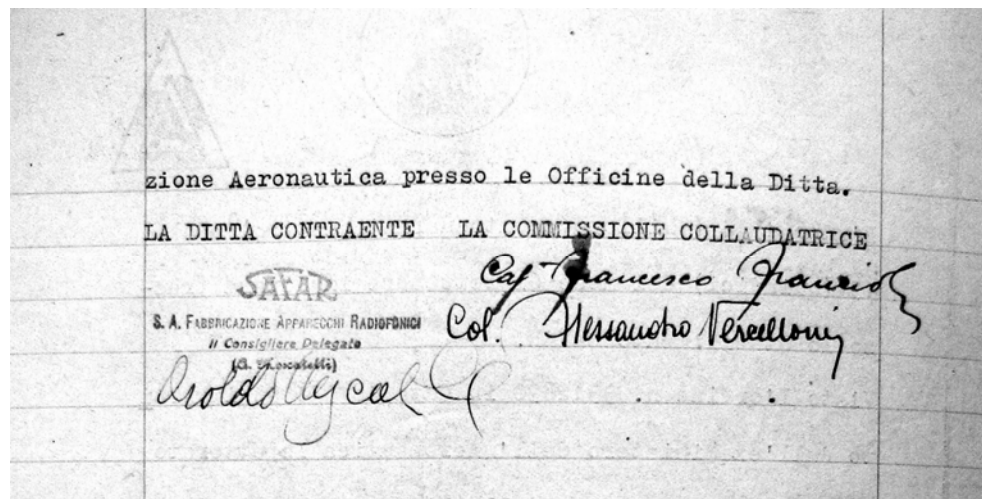 zione Aeronautica presso le Officine della Ditta.
LA DITTA CONTRAENTE LA COMMISSIONE COLLAUDATRICE
SAFAR
S. A. FABBRICAZIONE APPARECCHI RADIOFONICI
Il Consigliere Delegato
Francesco
Col. Alessandro Vercelloni